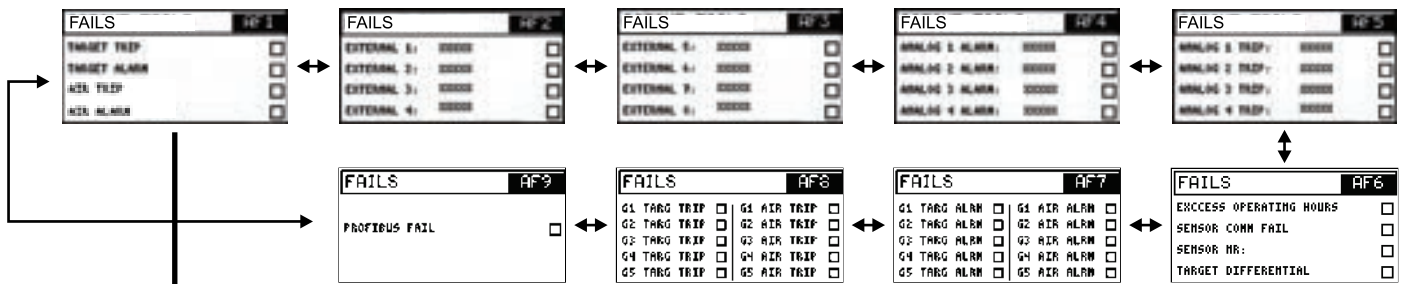 FAILS AF1
TARGET TRIP
TARGET ALARM
AIR TRIP
AIR ALARM
FAILS AF2
EXTERNAL 1:
EXTERNAL 2:
EXTERNAL 3:
EXTERNAL 4:
FAILS AF3
EXTERNAL 5:
EXTERNAL 6:
EXTERNAL 7:
EXTERNAL 8:
FAILS AF4
ANALOG 1 ALARM:
ANALOG 2 ALARM:
ANALOG 3 ALARM:
ANALOG 4 ALARM:
FAILS AF5
ANALOG 1 TRIP:
ANALOG 2 TRIP:
ANALOG 3 TRIP:
ANALOG 4 TRIP:
FAILS AF9
PROFIBUS FAIL
FAILS AF8
G1 TARG TRIP G1 AIR TRIP
G2 TARG TRIP G2 AIR TRIP
G3 TARG TRIP G3 AIR TRIP
G4 TARG TRIP G4 AIR TRIP
G5 TARG TRIP G5 AIR TRIP
FAILS AF7
G1 TARG ALRM G1 AIR ALRM
G2 TARG ALRM G2 AIR ALRM
G3 TARG ALRM G3 AIR ALRM
G4 TARG ALRM G4 AIR ALRM
G5 TARG ALRM G5 AIR ALRM
FAILS AF6
EXCCESS OPERATING HOURS
SENSOR COMM FAIL
SENSOR NR:
TARGET DIFFERENTIAL